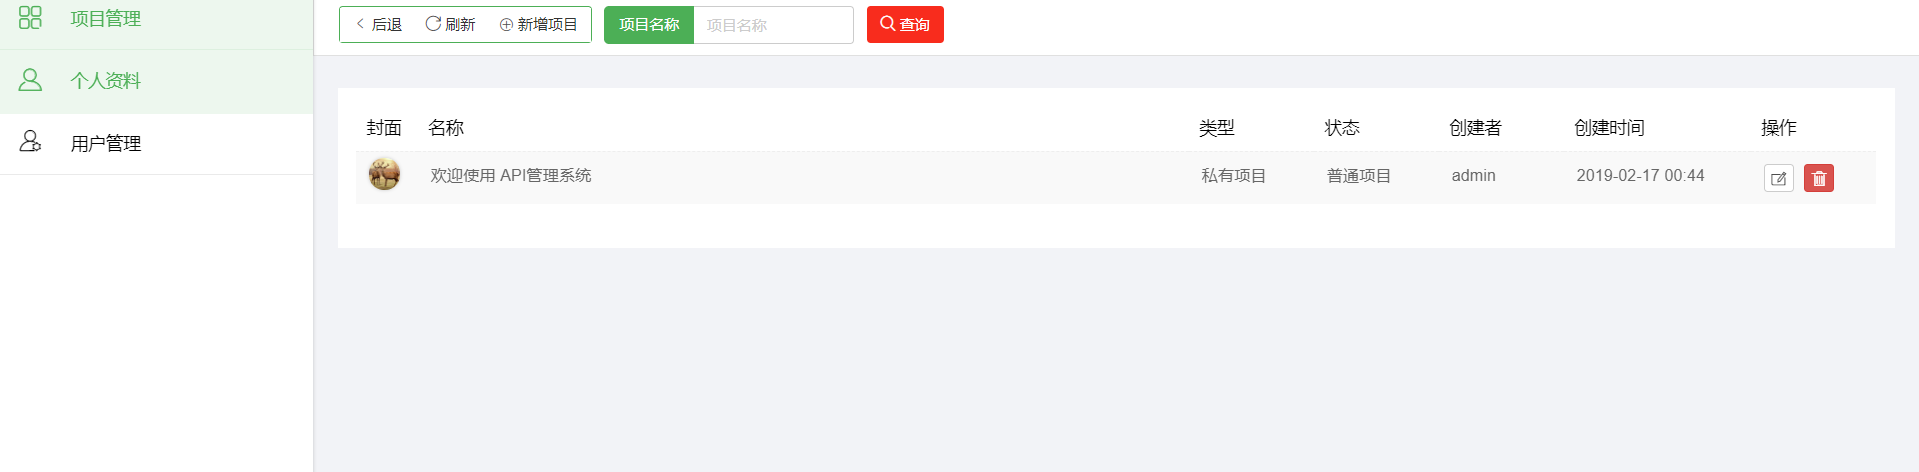 项目管理
个人资料
用户管理
后退 刷新 新增项目 项目名称 项目名称 查询
封面 名称 类型 状态 创建者 创建时间 操作
欢迎使用 API管理系统 私有项目 普通项目 admin 2019-02-17 00:44